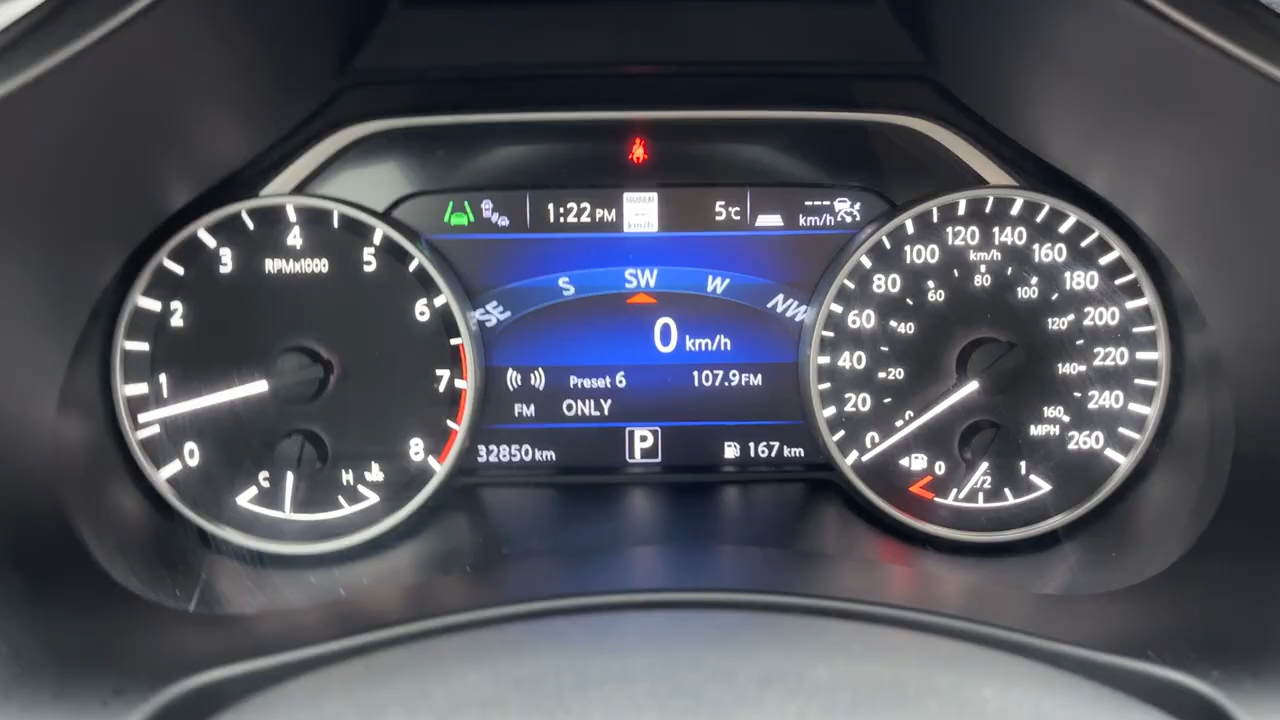 1:22 PM
MAXIMUM
---
km/h
5°C
---
km/h
SE S SW W NW
0 km/h
Preset 6 107.9FM
FM ONLY
32850km
P
167 km
0 1 2 3 4 5 6 7 8
RPMx1000
C H
0 20 40 60 80 100 120 140 160 180 200 220 240 260
km/h
0 20 40 60 80 100 120 140 160
MPH
0 1/2 1